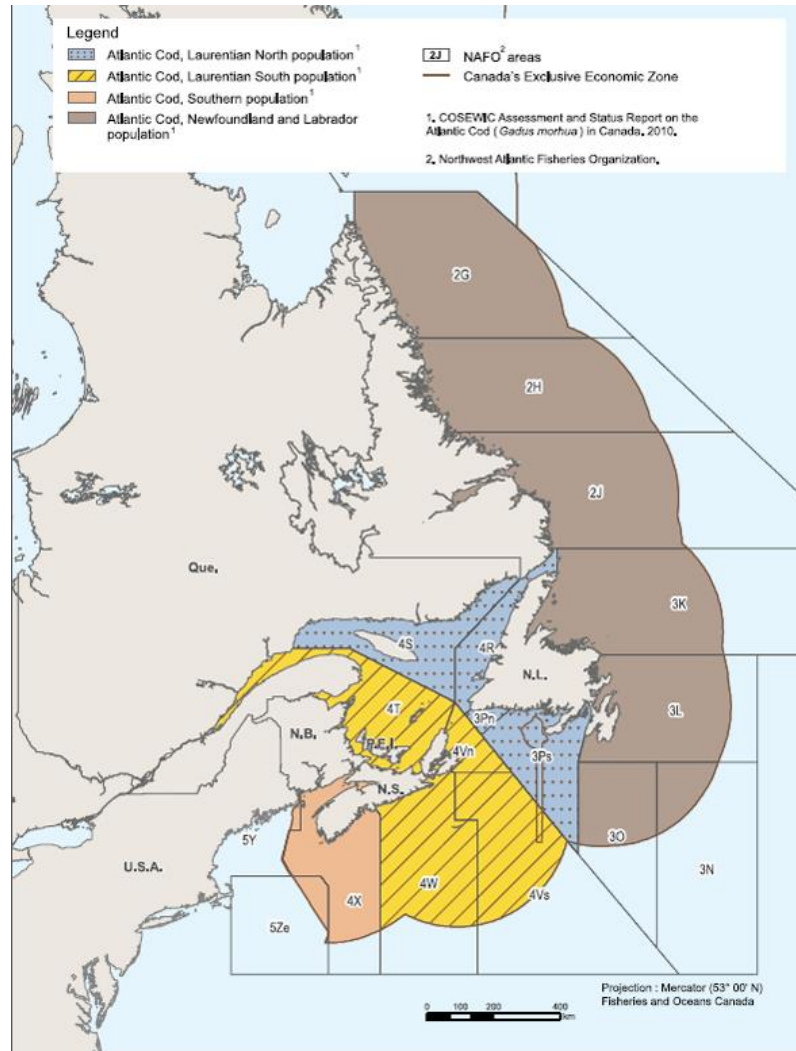 Legend
Atlantic Cod, Laurentian North population1
Atlantic Cod, Laurentian South population1
Atlantic Cod, Southern population1
Atlantic Cod, Newfoundland and Labrador
population1
2J NAFO2 areas
Canada's Exclusive Economic Zone
1. COSEWIC Assessment and Status Report on the
Atlantic Cod (Gadus morhua) in Canada. 2010.
2. Northwest Atlantic Fisheries Organization.
2G
2H
2J
Que.
3K
4S
4R
N.L.
3L
4T
3Pn
N.B.
P.E.I.
4Vn
3Ps
N.S.
3O
5Y
3N
U.S.A.
4W
4Vs
4X
5Ze
Projection : Mercator (53° 00' N)
Fisheries and Oceans Canada
0 100 200 400
km